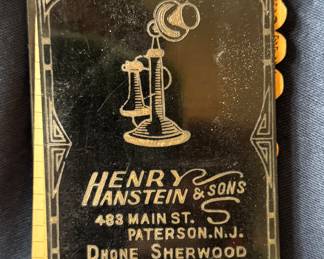 HENRY
HANSTEIN & SONS
483 MAIN ST.
PATERSON.N.J.
PHONE SHERWOOD